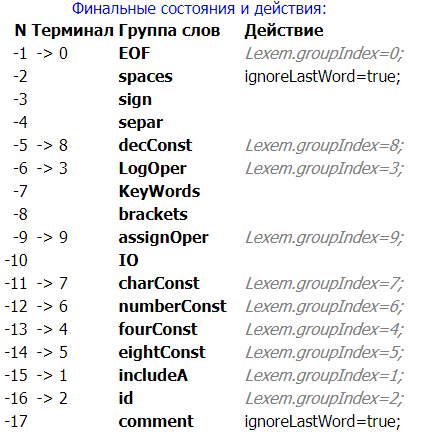 Финальные состояния и действия:
N Терминал Группа слов Действие
-1 -> 0 EOF Lexem.groupIndex=0;
-2 spaces ignoreLastWord=true;
-3 sign
-4 separ
-5 -> 8 decConst Lexem.groupIndex=8;
-6 -> 3 LogOper Lexem.groupIndex=3;
-7 KeyWords
-8 brackets
-9 -> 9 assignOper Lexem.groupIndex=9;
-10 IO
-11 -> 7 charConst Lexem.groupIndex=7;
-12 -> 6 numberConst Lexem.groupIndex=6;
-13 -> 4 fourConst Lexem.groupIndex=4;
-14 -> 5 eightConst Lexem.groupIndex=5;
-15 -> 1 includeA Lexem.groupIndex=1;
-16 -> 2 id Lexem.groupIndex=2;
-17 comment ignoreLastWord=true;